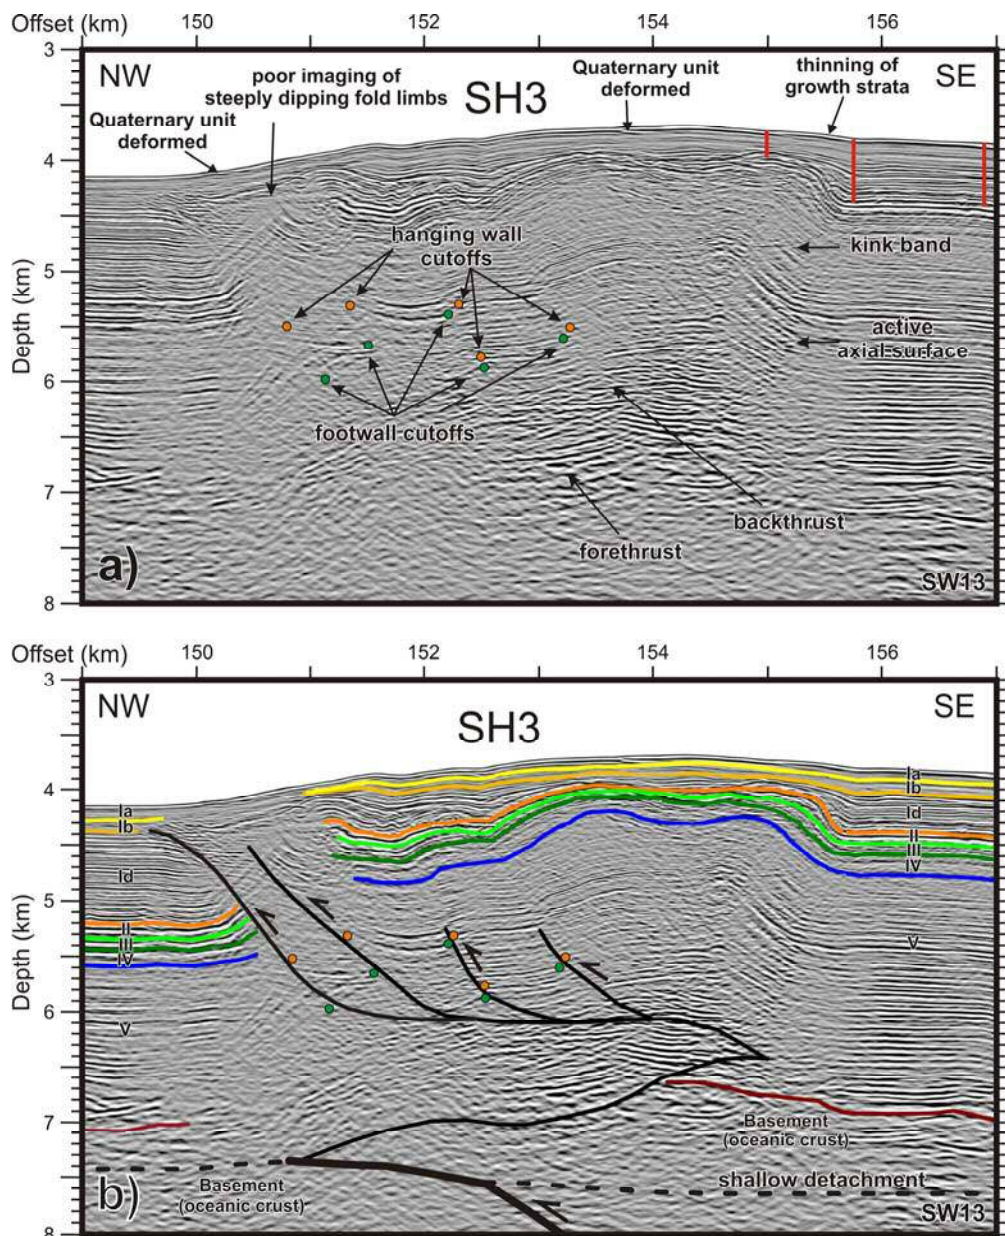 Offset (km) 150 152 154 156
3
NW
SE
poor imaging of
steeply dipping fold limbs
SH3
Quaternary unit
deformed
thinning of
growth strata
Quaternary unit
deformed
4
hanging wall
cutoffs
kink band
5
Depth (km)
active
axial surface
6
footwall cutoffs
7
backthrust
forethrust
a)
SW13
8
Offset (km) 150 152 154 156
3
NW
SH3
SE
4
Ia
Ib
Id
II
III
IV
V
Ia
Ib
Id
II
III
IV
V
5
Depth (km)
6
7
Basement
(oceanic crust)
Basement
(oceanic crust)
shallow detachment
b)
SW13
8